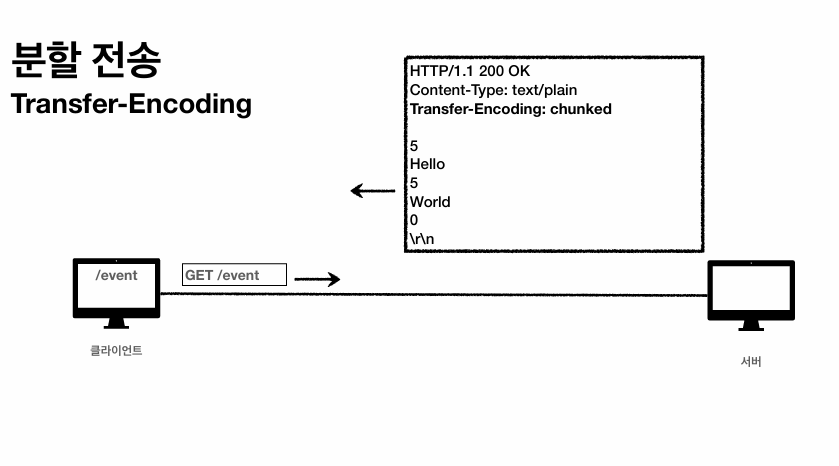 분할 전송
Transfer-Encoding
HTTP/1.1 200 OK
Content-Type: text/plain
Transfer-Encoding: chunked
5
Hello
5
World
0
\r\n
/event
GET /event
클라이언트
서버